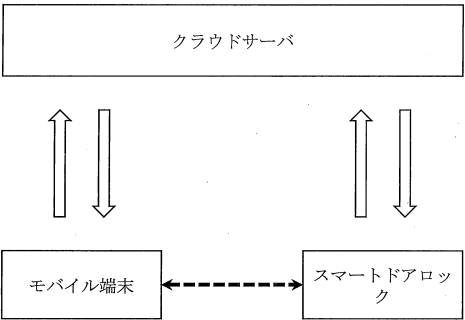 クラウドサーバ
モバイル端末
スマートドアロッ
ク